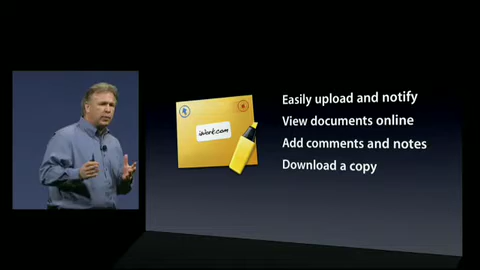 iWork.com
Easily upload and notify
View documents online
Add comments and notes
Download a copy